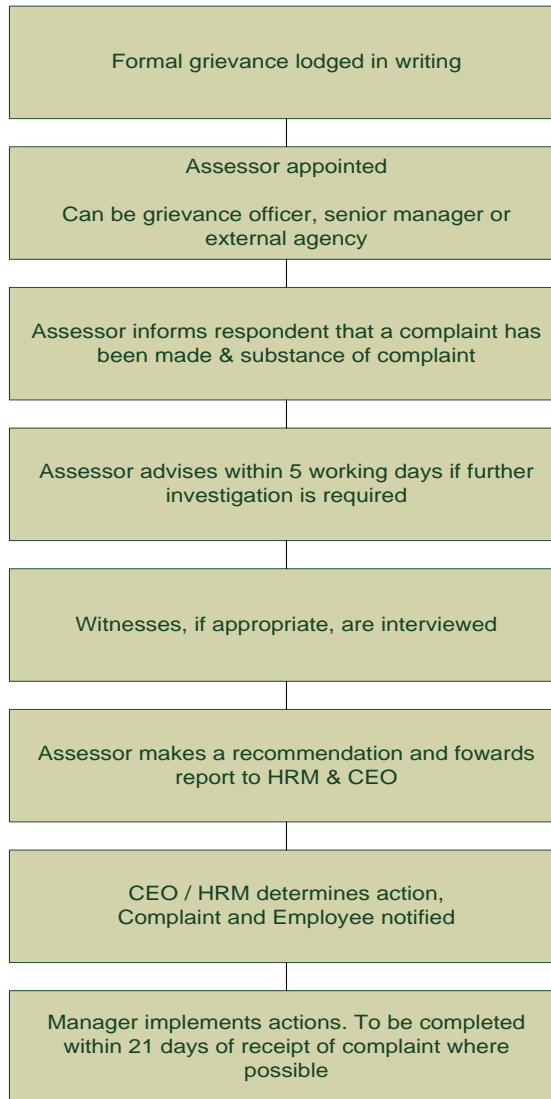 Formal grievance lodged in writing
Assessor appointed
Can be grievance officer, senior manager or
external agency
Assessor informs respondent that a complaint has
been made & substance of complaint
Assessor advises within 5 working days if further
investigation is required
Witnesses, if appropriate, are interviewed
Assessor makes a recommendation and fowards
report to HRM & CEO
CEO / HRM determines action,
Complaint and Employee notified
Manager implements actions. To be completed
within 21 days of receipt of complaint where
possible